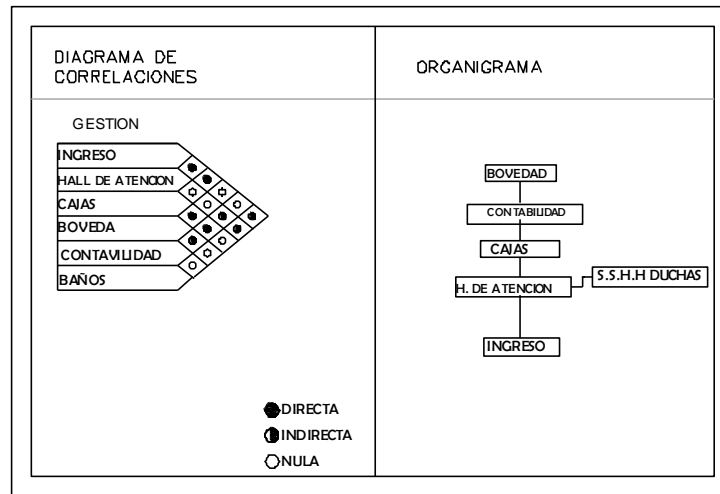 DIAGRAMA DE
CORRELACIONES
GESTION
INGRESO
HALL DE ATENCION
CAJAS
BOVEDA
CONTAVILIDAD
BAÑOS
DIRECTA
INDIRECTA
NULA
ORGANIGRAMA
BOVEDAD
CONTABILIDAD
CAJAS
H. DE ATENCION
S.S.H.H DUCHAS
INGRESO